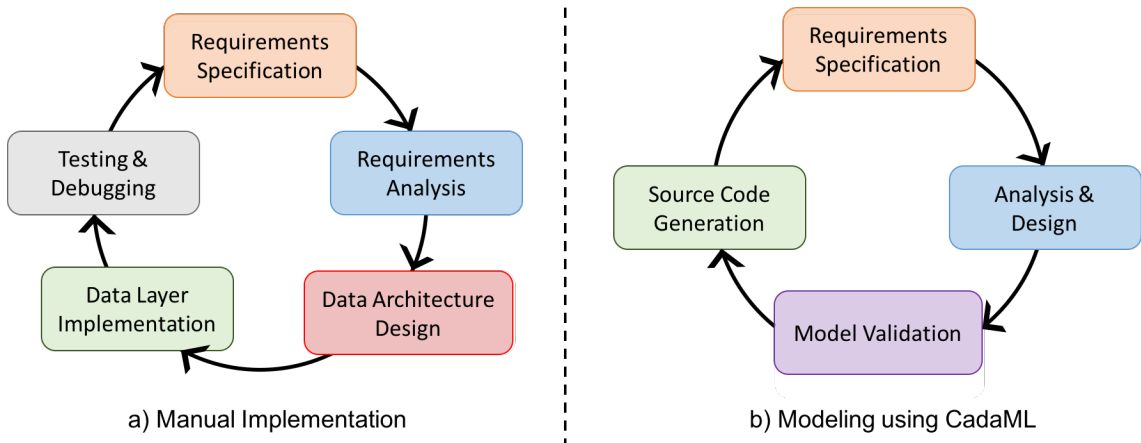 Requirements
Specification
Requirements
Analysis
Data Architecture
Design
Data Layer
Implementation
Testing &
Debugging
a) Manual Implementation
Requirements
Specification
Analysis &
Design
Model Validation
Source Code
Generation
b) Modeling using CadaML